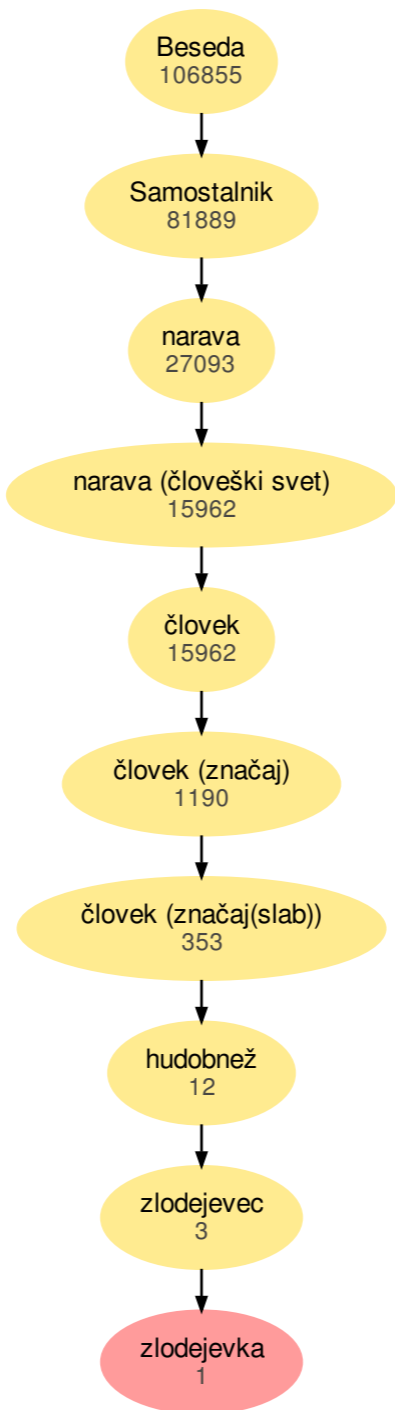 Beseda
106855
Samostalnik
81889
narava
27093
narava (človeški svet)
15962
človek
15962
človek (značaj)
1190
človek (značaj(slab))
353
hudobnež
12
zlodejevec
3
zlodejevka
1